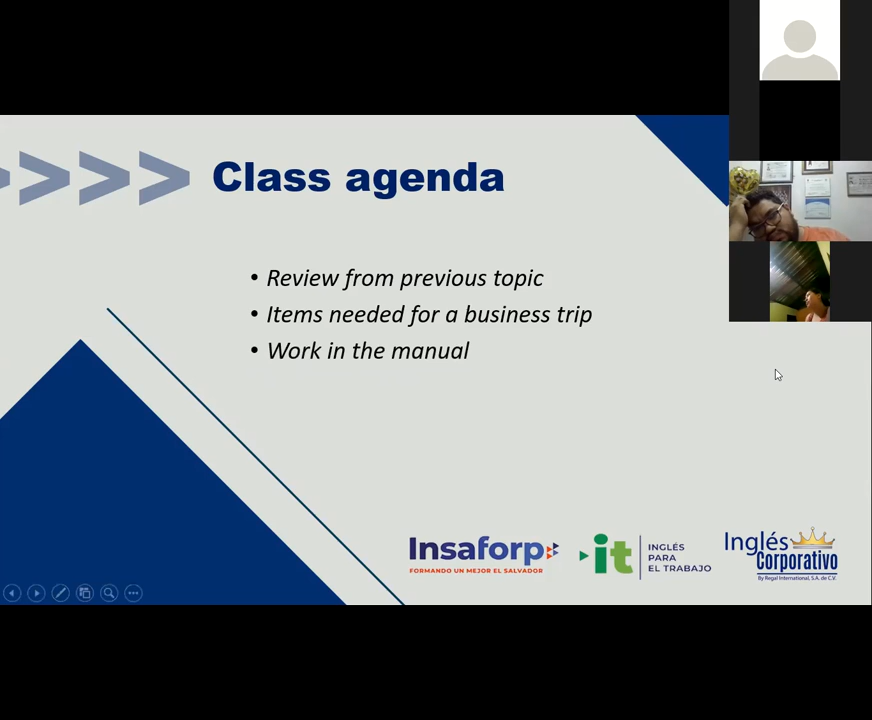 Class agenda
• Review from previous topic
• Items needed for a business trip
• Work in the manual
Insaforp
FORMANDO UN MEJOR EL SALVADOR
it
INGLÉS
PARA
EL TRABAJO
Inglés
Corporativo
By Regal International, S.A. de C.V.